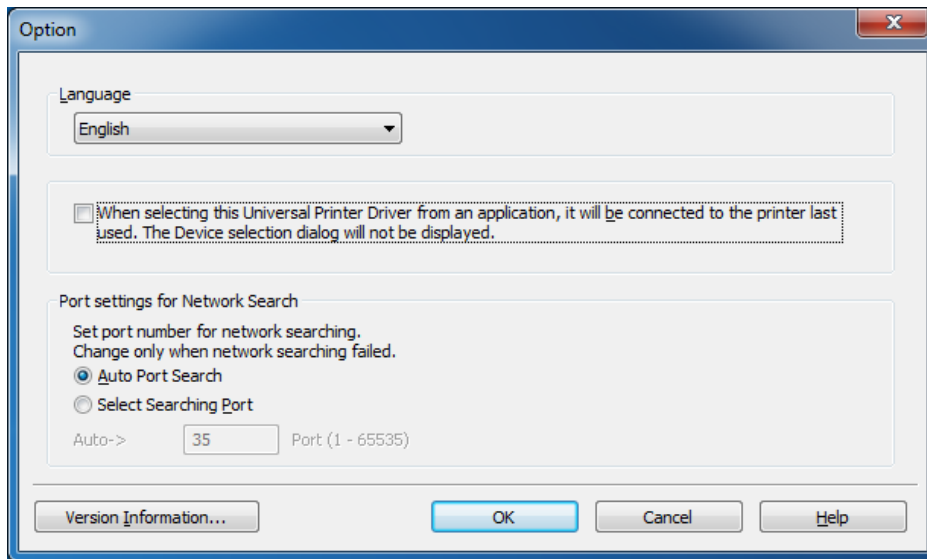 Option
Language
English
When selecting this Universal Printer Driver from an application, it will be connected to the printer last
used. The Device selection dialog will not be displayed.
Port settings for Network Search
Set port number for network searching.
Change only when network searching failed.
Auto Port Search
Select Searching Port
Auto-> 35 Port (1 - 65535)
Version Information... OK Cancel Help